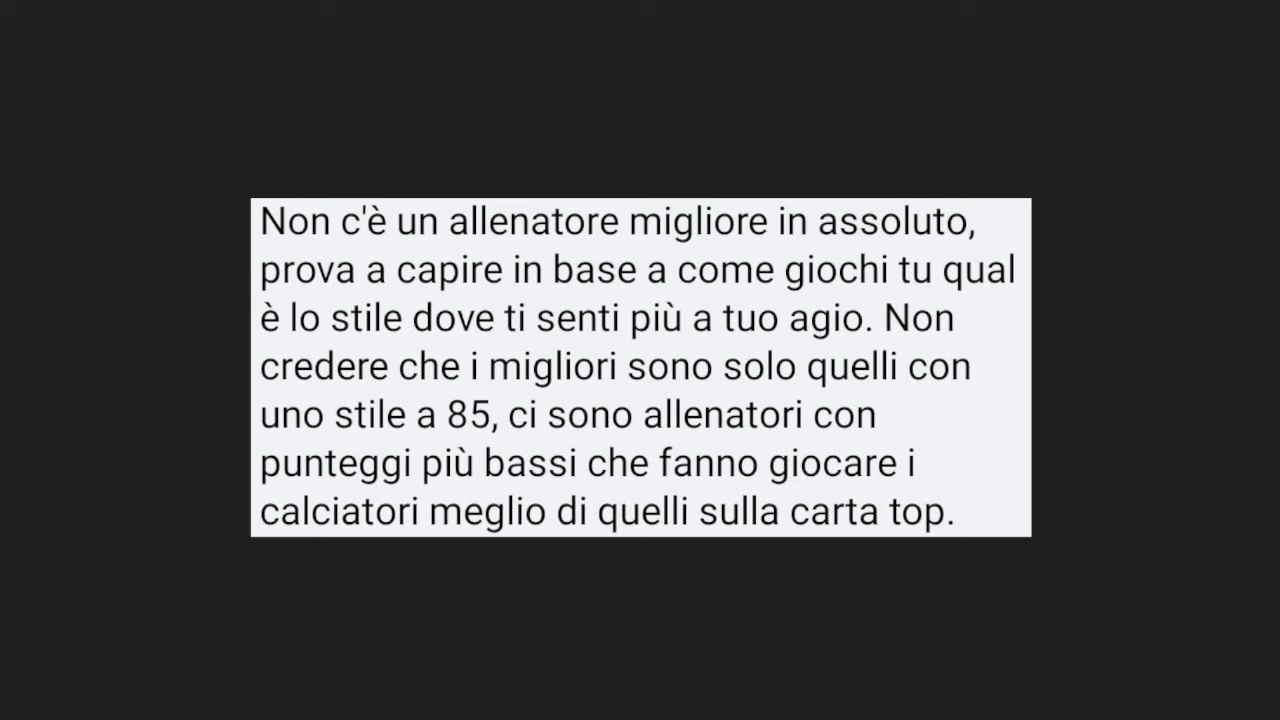 Non c'è un allenatore migliore in assoluto,
prova a capire in base a come giochi tu qual
è lo stile dove ti senti più a tuo agio. Non
credere che i migliori sono solo quelli con
uno stile a 85, ci sono allenatori con
punteggi più bassi che fanno giocare i
calciatori meglio di quelli sulla carta top.